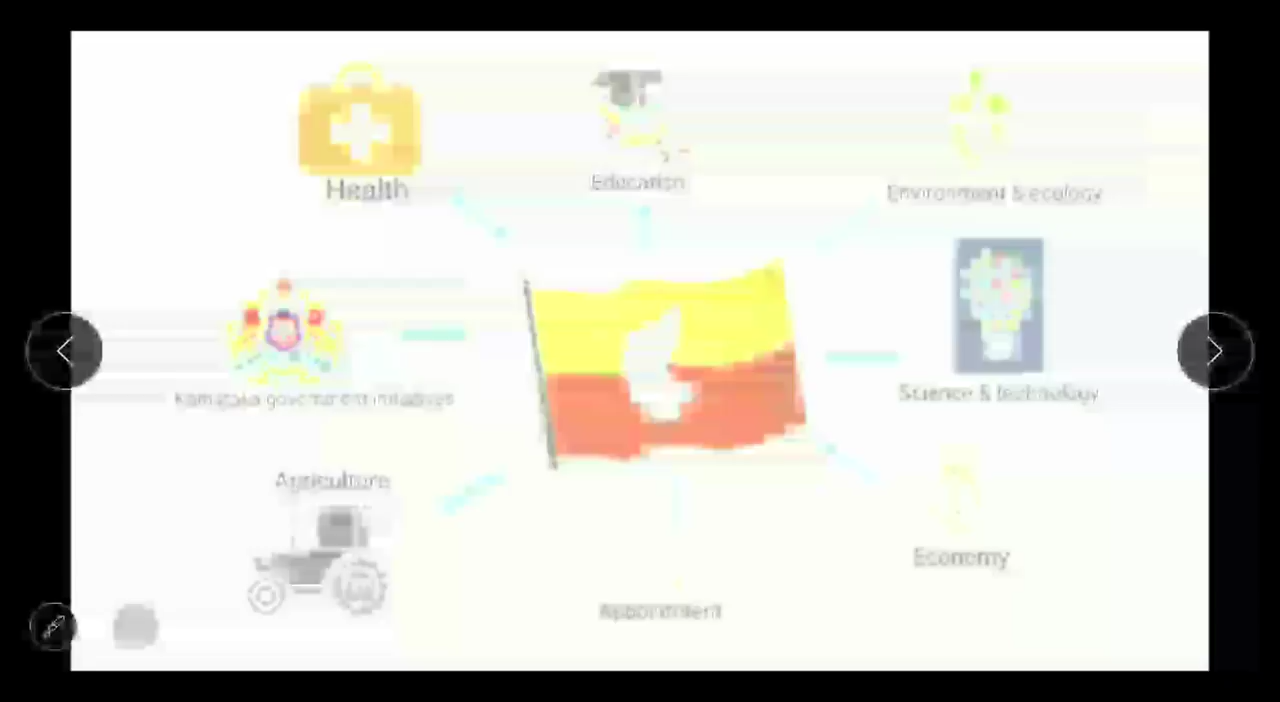 Health
Education
Environment & ecology
Karnataka government initiatives
Science & technology
Agriculture
Economy
Appointment